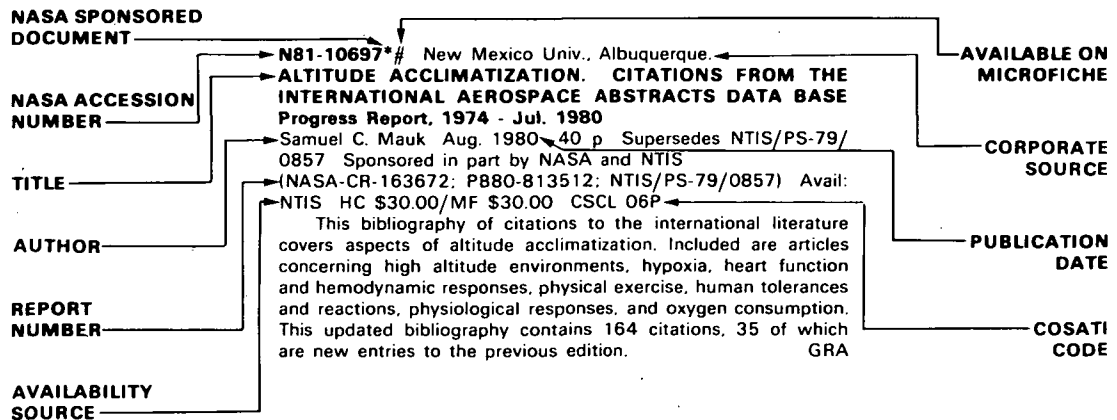 NASA SPONSORED
DOCUMENT
N81-10697*# New Mexico Univ., Albuquerque.
AVAILABLE ON
MICROFICHE
ALTITUDE ACCLIMATIZATION. CITATIONS FROM THE
NASA ACCESSION
NUMBER
INTERNATIONAL AEROSPACE ABSTRACTS DATA BASE
Progress Report, 1974 - Jul. 1980
Samuel C. Mauk Aug. 1980 40 p Supersedes NTIS/PS-79/
0857 Sponsored in part by NASA and NTIS
CORPORATE
SOURCE
TITLE
(NASA-CR-163672; PB80-813512; NTIS/PS-79/0857) Avail:
NTIS HC $30.00/MF $30.00 CSCL 06P
This bibliography of citations to the international literature
AUTHOR
covers aspects of altitude acclimatization. Included are articles
PUBLICATION
DATE
concerning high altitude environments, hypoxia, heart function
and hemodynamic responses, physical exercise, human tolerances
REPORT
NUMBER
and reactions, physiological responses, and oxygen consumption.
This updated bibliography contains 164 citations, 35 of which
COSATI
CODE
are new entries to the previous edition. GRA
AVAILABILITY
SOURCE